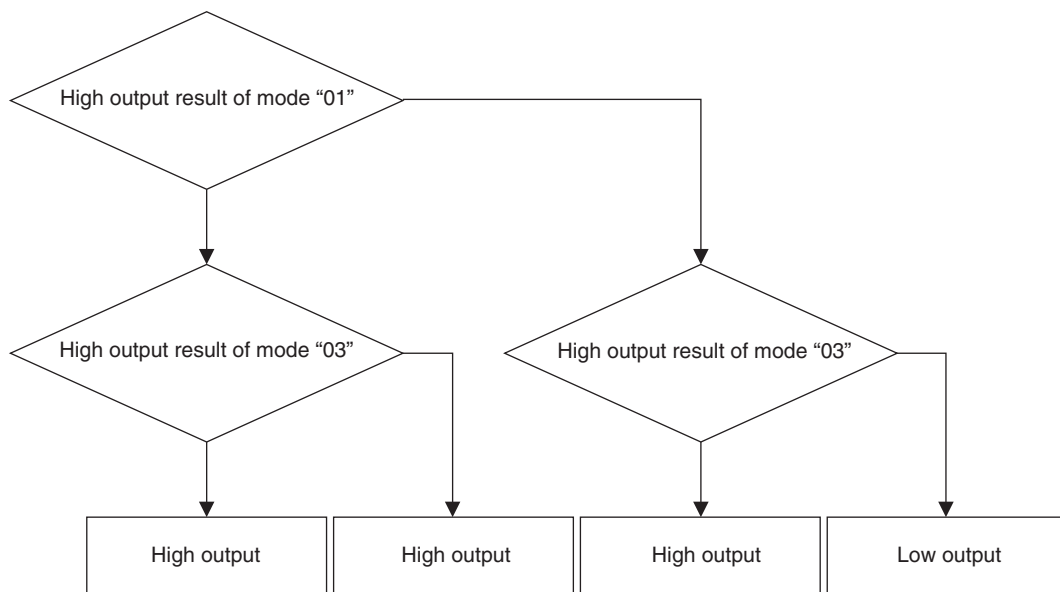 High output result of mode “01”
High output result of mode “03”
High output result of mode “03”
High output
High output
High output
Low output